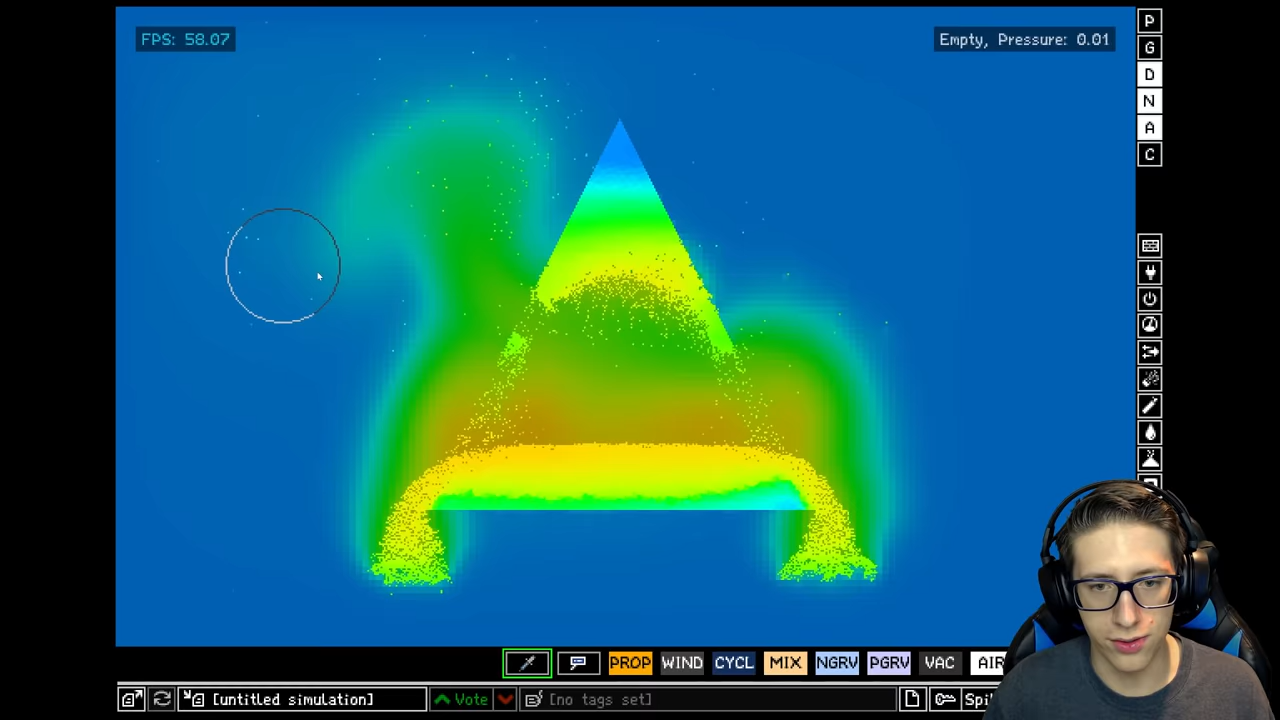 FPS: 58.07
Empty, Pressure: 0.01
P
G
D
N
A
C
PROP WIND CYCL MIX NGRV PGRV VAC AIR
[untitled simulation] Vote [no tags set] Spi